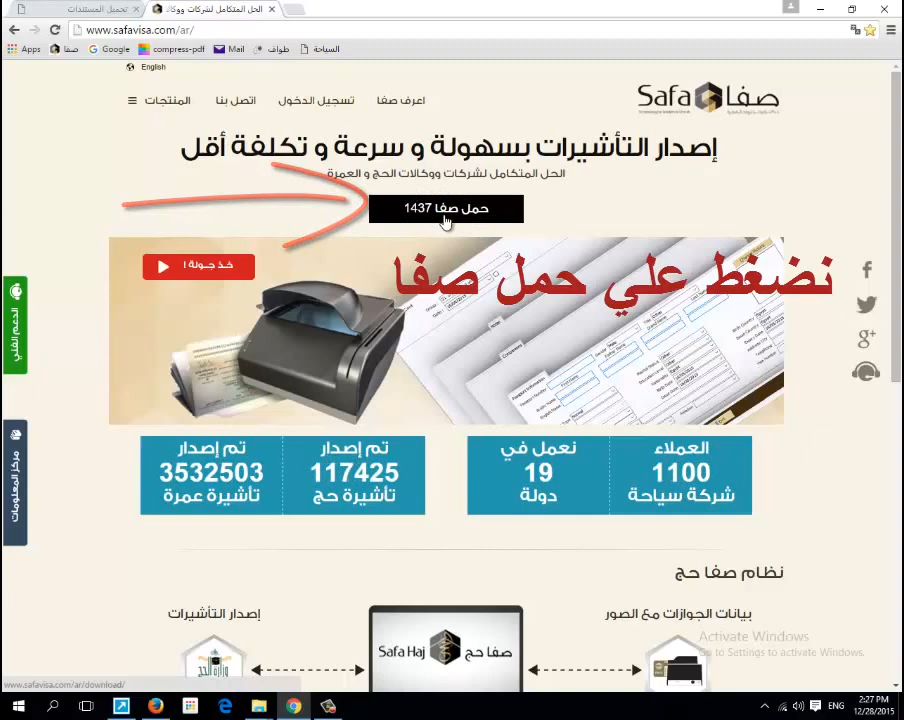 تحميل المستندات
الحل المتكامل لشركات ووكالا
www.safavisa.com/ar/
Apps
صفا
Google
compress-pdf
Mail
طواف
السياحة
English
المنتجات
اتصل بنا
تسجيل الدخول
اعرف صفا
Safa صفا
إصدار التأشيرات بسهولة و سرعة و تكلفة أقل
الحل المتكامل لشركات ووكالات الحج و العمرة
حمل صفا 1437
خذ جولة !
نضغط علي حمل صفا
الدعم الفني
مركز المعلومات
العملاء
1100
شركة سياحة
نعمل في
19
دولة
تم إصدار
117425
تأشيرة حج
تم إصدار
3532503
تأشيرة عمرة
نظام صفا حج
بيانات الجوازات مع الصور
إصدار التأشيرات
Safa Haj صفا حج
وزارة الحج
Activate Windows
Go to Settings to activate Windows.
www.safavisa.com/ar/download/
ENG
2:27 PM
12/28/2015